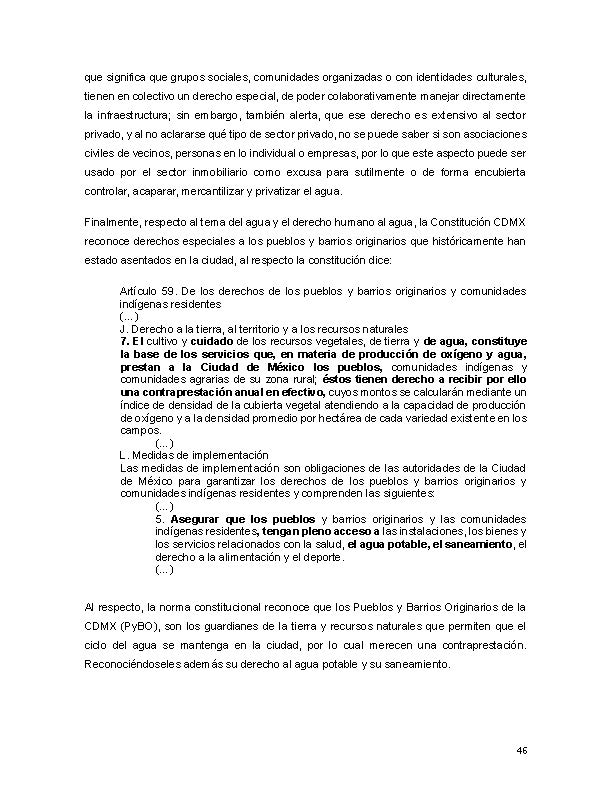 que significa que grupos sociales, comunidades organizadas o con identidades culturales,
tienen en colectivo un derecho especial, de poder colaborativamente manejar directamente
la infraestructura; sin embargo, también alerta, que ese derecho es extensivo al sector
privado, y al no aclararse qué tipo de sector privado, no se puede saber si son asociaciones
civiles de vecinos, personas en lo individual o empresas, por lo que este aspecto puede ser
usado por el sector inmobiliario como excusa para sutilmente o de forma encubierta
controlar, acaparar, mercantilizar y privatizar el agua.
Finalmente, respecto al tema del agua y el derecho humano al agua, la Constitución CDMX
reconoce derechos especiales a los pueblos y barrios originarios que históricamente han
estado asentados en la ciudad, al respecto la constitución dice:
Artículo 59. De los derechos de los pueblos y barrios originarios y comunidades
indígenas residentes
(…)
J. Derecho a la tierra, al territorio y a los recursos naturales
7. El cultivo y cuidado de los recursos vegetales, de tierra y de agua, constituye
la base de los servicios que, en materia de producción de oxígeno y agua,
prestan a la Ciudad de México los pueblos, comunidades indígenas y
comunidades agrarias de su zona rural; éstos tienen derecho a recibir por ello
una contraprestación anual en efectivo, cuyos montos se calcularán mediante un
índice de densidad de la cubierta vegetal atendiendo a la capacidad de producción
de oxígeno y a la densidad promedio por hectárea de cada variedad existente en los
campos.
(…)
L. Medidas de implementación
Las medidas de implementación son obligaciones de las autoridades de la Ciudad
de México para garantizar los derechos de los pueblos y barrios originarios y
comunidades indígenas residentes y comprenden las siguientes:
(…)
5. Asegurar que los pueblos y barrios originarios y las comunidades
indígenas residentes, tengan pleno acceso a las instalaciones, los bienes y
los servicios relacionados con la salud, el agua potable, el saneamiento, el
derecho a la alimentación y el deporte.
(…)
Al respecto, la norma constitucional reconoce que los Pueblos y Barrios Originarios de la
CDMX (PyBO), son los guardianes de la tierra y recursos naturales que permiten que el
ciclo del agua se mantenga en la ciudad, por lo cual merecen una contraprestación.
Reconociéndoseles además su derecho al agua potable y su saneamiento.
46